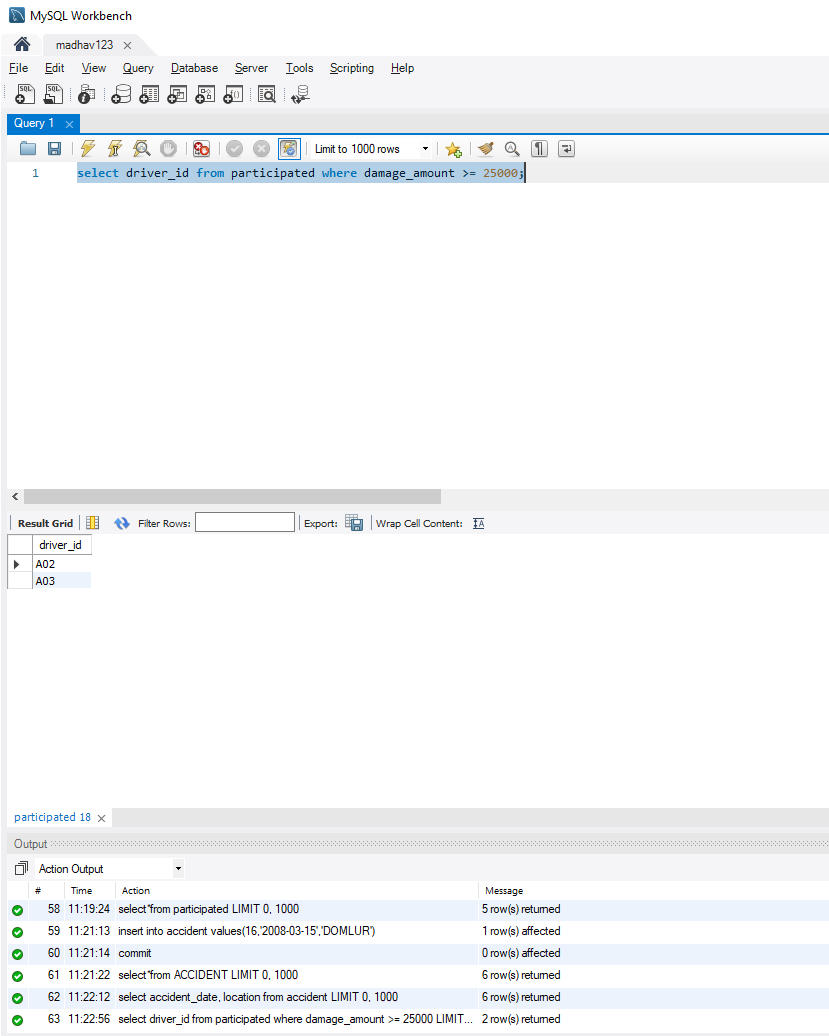 MySQL Workbench
madhav123
File Edit View Query Database Server Tools Scripting Help
Query 1
Limit to 1000 rows
1 select driver_id from participated where damage_amount >= 25000;
Result Grid Filter Rows: Export: Wrap Cell Content:
driver_id
A02
A03
participated 18
Output
Action Output
# Time Action Message
58 11:19:24 select*from participated LIMIT 0, 1000 5 row(s) returned
59 11:21:13 insert into accident values(16,'2008-03-15','DOMLUR') 1 row(s) affected
60 11:21:14 commit 0 row(s) affected
61 11:21:22 select*from ACCIDENT LIMIT 0, 1000 6 row(s) returned
62 11:22:12 select accident_date, location from accident LIMIT 0, 1000 6 row(s) returned
63 11:22:56 select driver_id from participated where damage_amount >= 25000 LIMIT... 2 row(s) returned